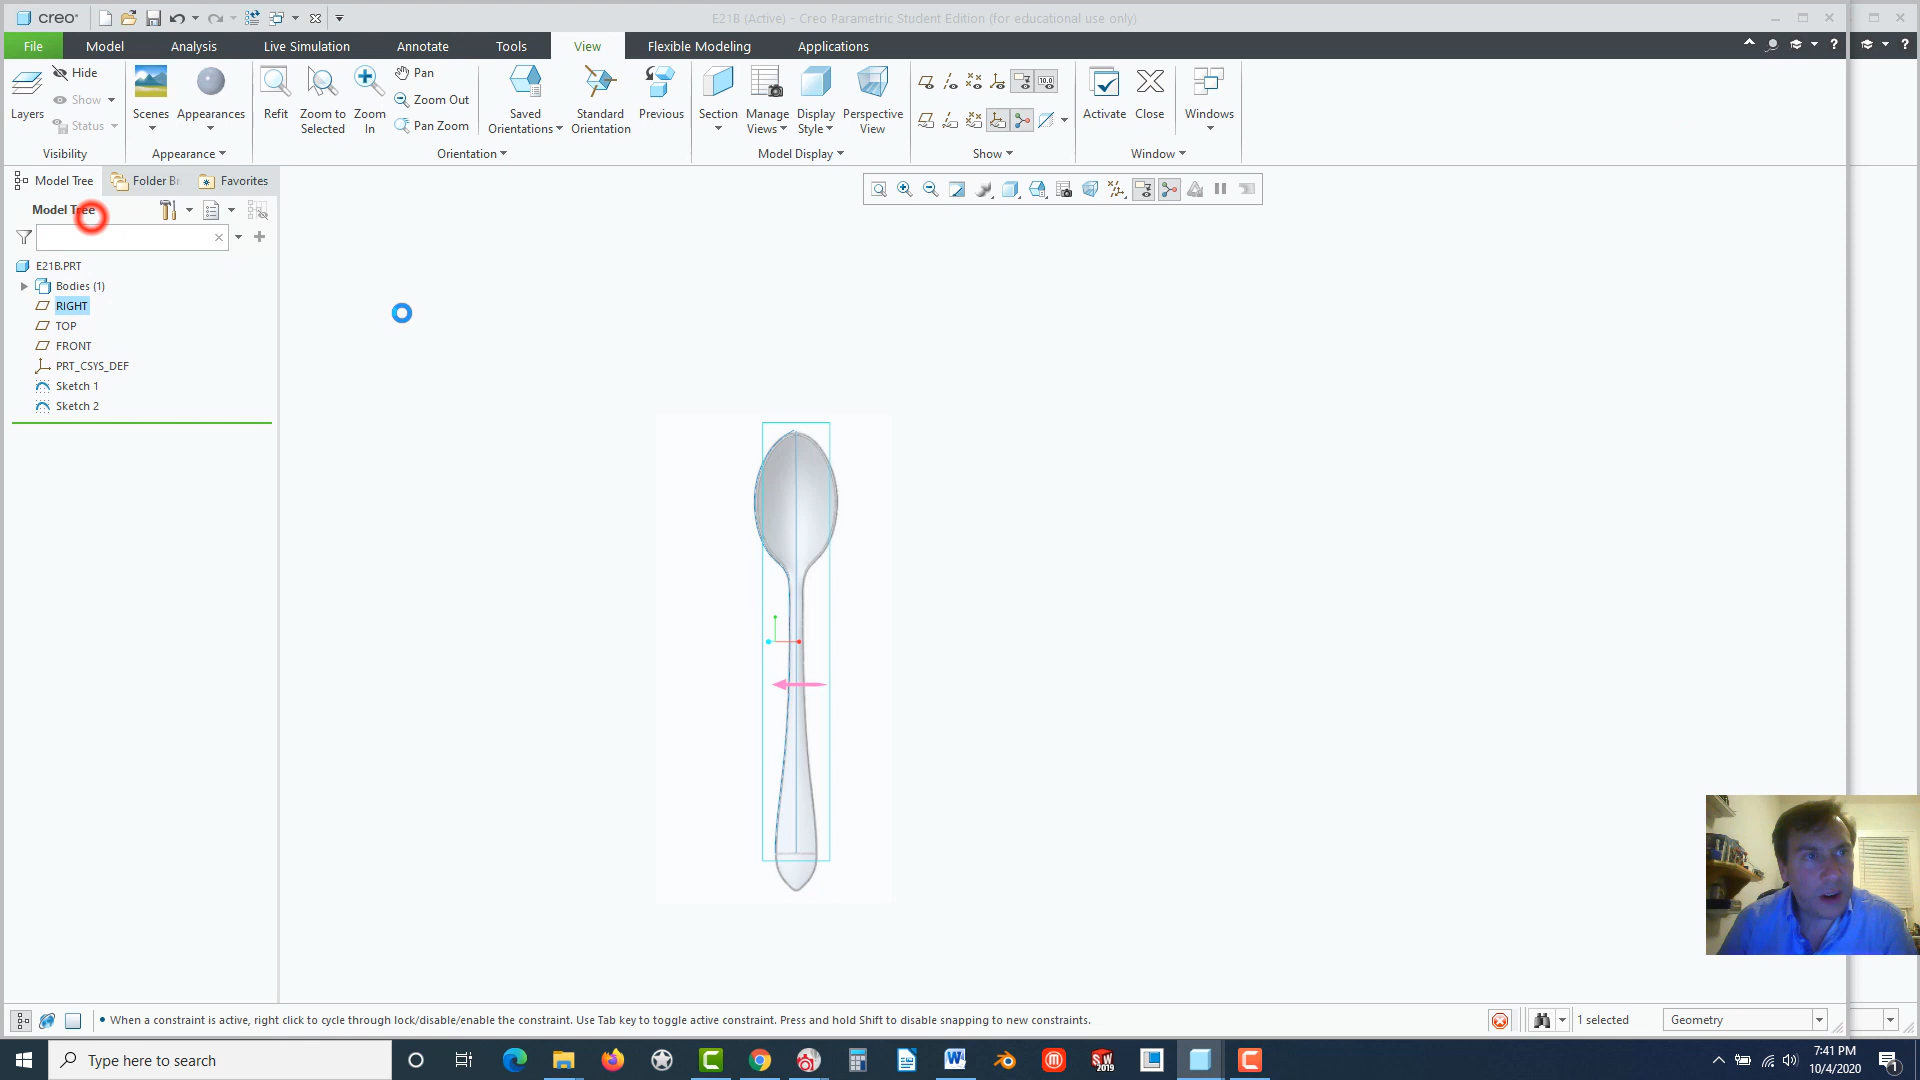 creo
E21B (Active) - Creo Parametric Student Edition (for educational use only)
File Model Analysis Live Simulation Annotate Tools View Flexible Modeling Applications
Layers
Hide
Show
Status
Visibility
Scenes
Appearances
Appearance
Refit
Zoom to Selected
Zoom In
Pan
Zoom Out
Pan Zoom
Saved Orientations
Standard Orientation
Previous
Orientation
Section
Manage Views
Display Style
Perspective View
Model Display
10.0
Show
Activate
Close
Windows
Window
Model Tree
Folder Br
Favorites
Model Tree
E21B.PRT
Bodies (1)
RIGHT
TOP
FRONT
PRT_CSYS_DEF
Sketch 1
Sketch 2
When a constraint is active, right click to cycle through lock/disable/enable the constraint. Use Tab key to toggle active constraint. Press and hold Shift to disable snapping to new constraints.
1 selected
Geometry
Type here to search
2019
7:41 PM
10/4/2020
1